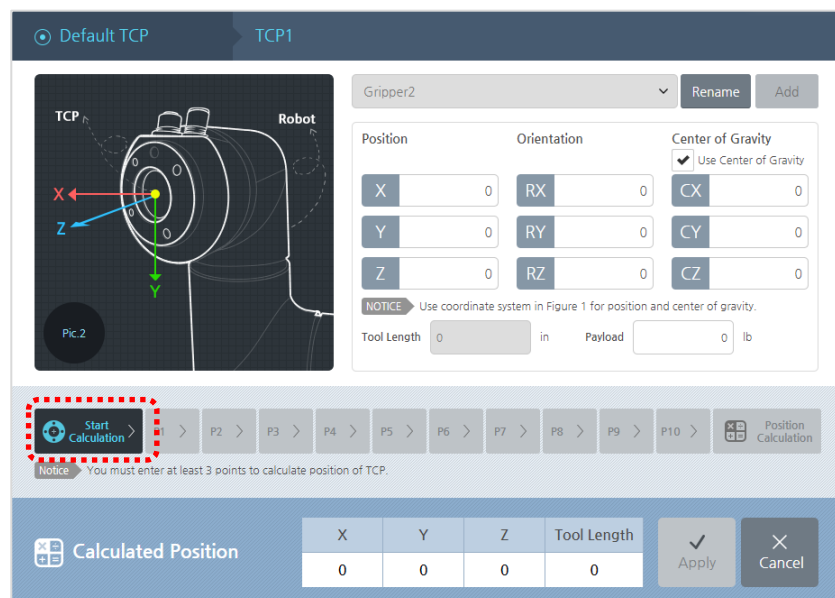 Default TCP
TCP1
TCP
Robot
X
Z
Y
Pic.2
Gripper2
Rename
Add
Position
Orientation
Center of Gravity
Use Center of Gravity
X 0
RX 0
CX 0
Y 0
RY 0
CY 0
Z 0
RZ 0
CZ 0
NOTICE Use coordinate system in Figure 1 for position and center of gravity.
Tool Length 0 in
Payload 0 lb
Start
Calculation
P1
P2
P3
P4
P5
P6
P7
P8
P9
P10
Position
Calculation
Notice You must enter at least 3 points to calculate position of TCP.
Calculated Position
X Y Z Tool Length
0 0 0 0
Apply
Cancel